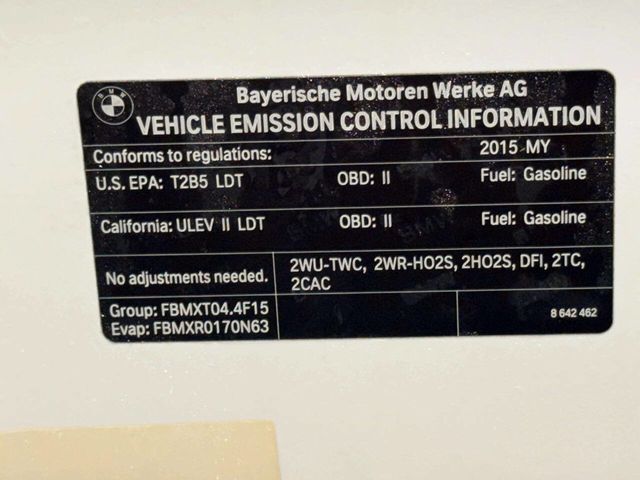 BMW
Bayerische Motoren Werke AG
VEHICLE EMISSION CONTROL INFORMATION
Conforms to regulations: 2015 MY
U.S. EPA: T2B5 LDT OBD: II Fuel: Gasoline
California: ULEV II LDT OBD: II Fuel: Gasoline
No adjustments needed.
2WU-TWC, 2WR-HO2S, 2HO2S, DFI, 2TC,
2CAC
Group: FBMXT04.4F15
Evap: FBMXR0170N63
8 642 462